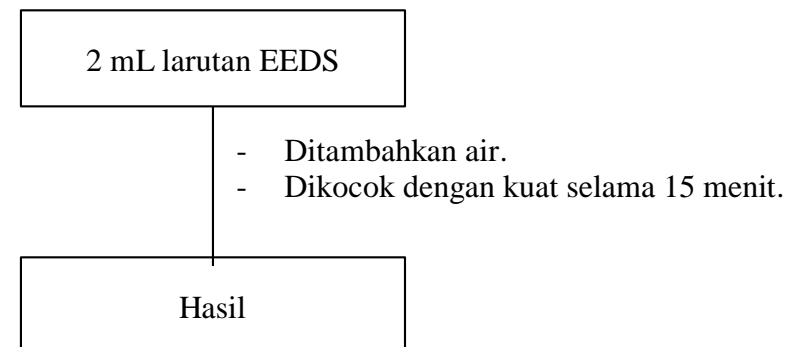 2 mL larutan EEDS
- Ditambahkan air.
- Dikocok dengan kuat selama 15 menit.
Hasil